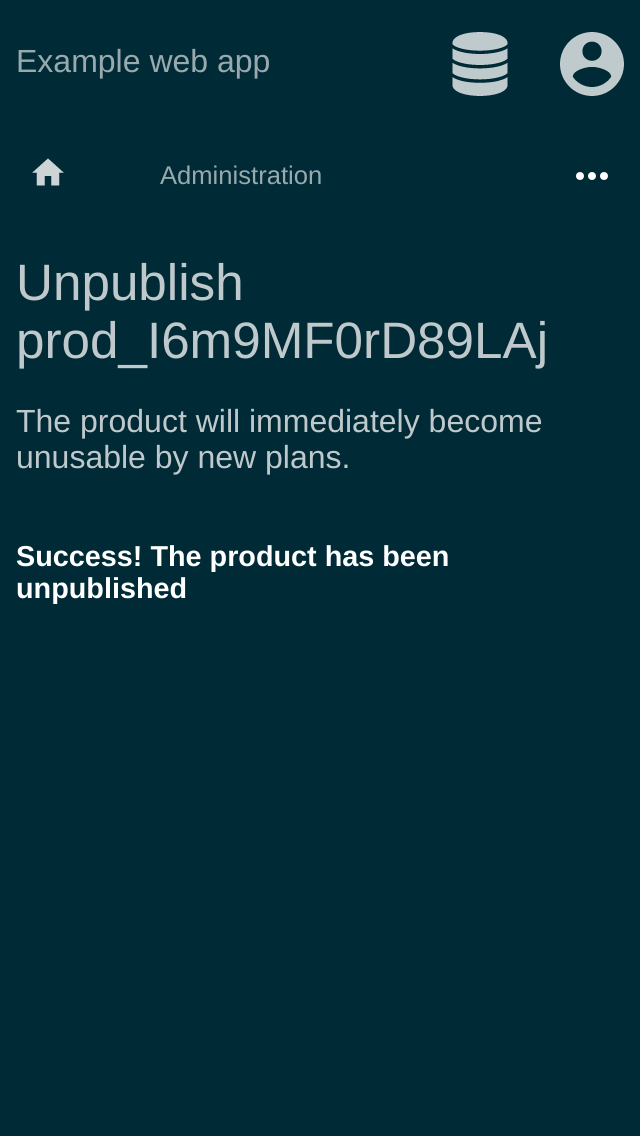 Example web app
Administration
Unpublish
prod_I6m9MF0rD89LAj
The product will immediately become
unusable by new plans.
Success! The product has been
unpublished